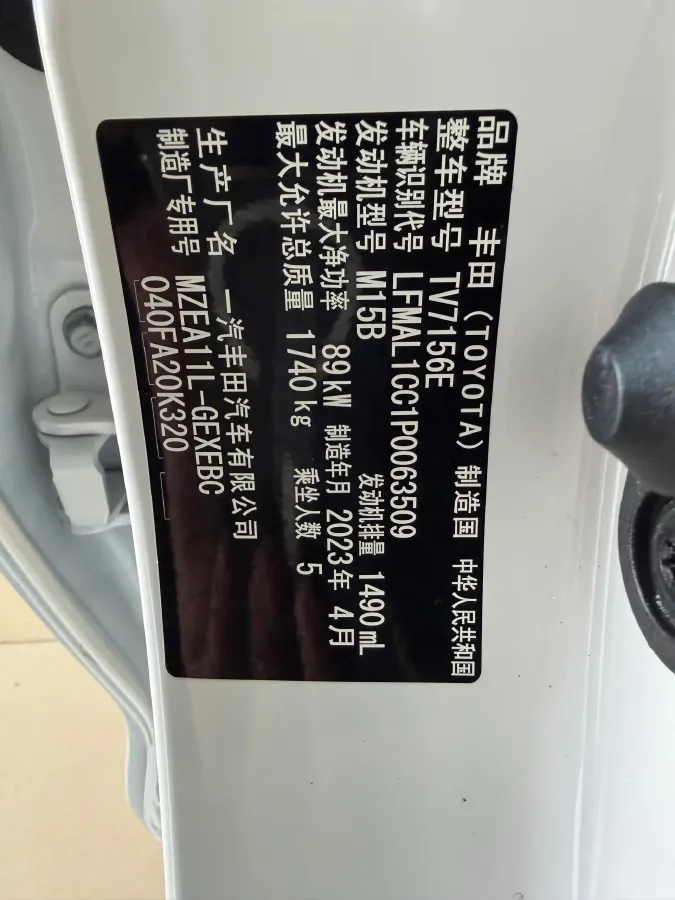 品牌 丰田（TOYOTA） 制造国 中华人民共和国
整车型号 TV7156E
车辆识别代号 LFMAL1CC1P0063509
发动机型号 M15B 发动机排量 1490mL
发动机最大净功率 89kW 制造年月 2023年 4月
最大允许总质量 1740kg 乘坐人数 5
生产厂名 一汽丰田汽车有限公司
制造厂专用号 MZEA11L-GEXEBC
040FA20K320